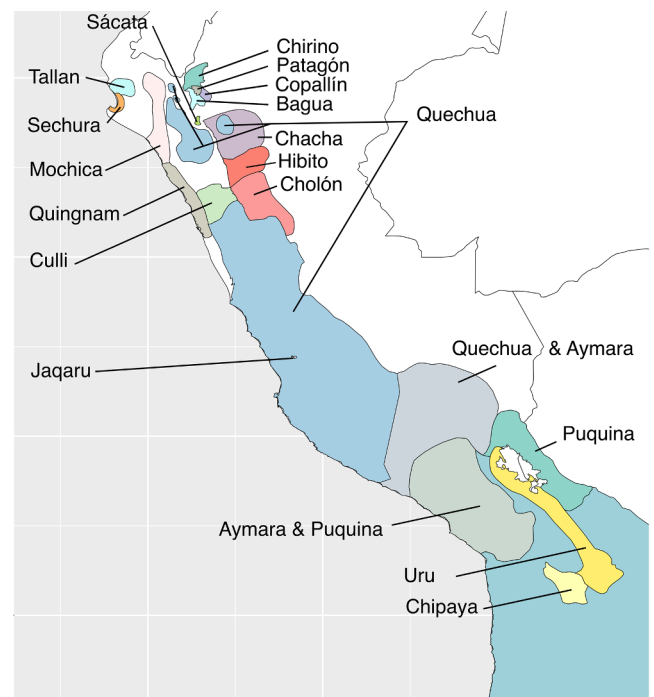 Sácata
Chirino
Patagón
Tallan
Copallín
Bagua
Quechua
Sechura
Chacha
Hibito
Mochica
Cholón
Quingnam
Culli
Quechua & Aymara
Jaqaru
Puquina
Aymara & Puquina
Uru
Chipaya